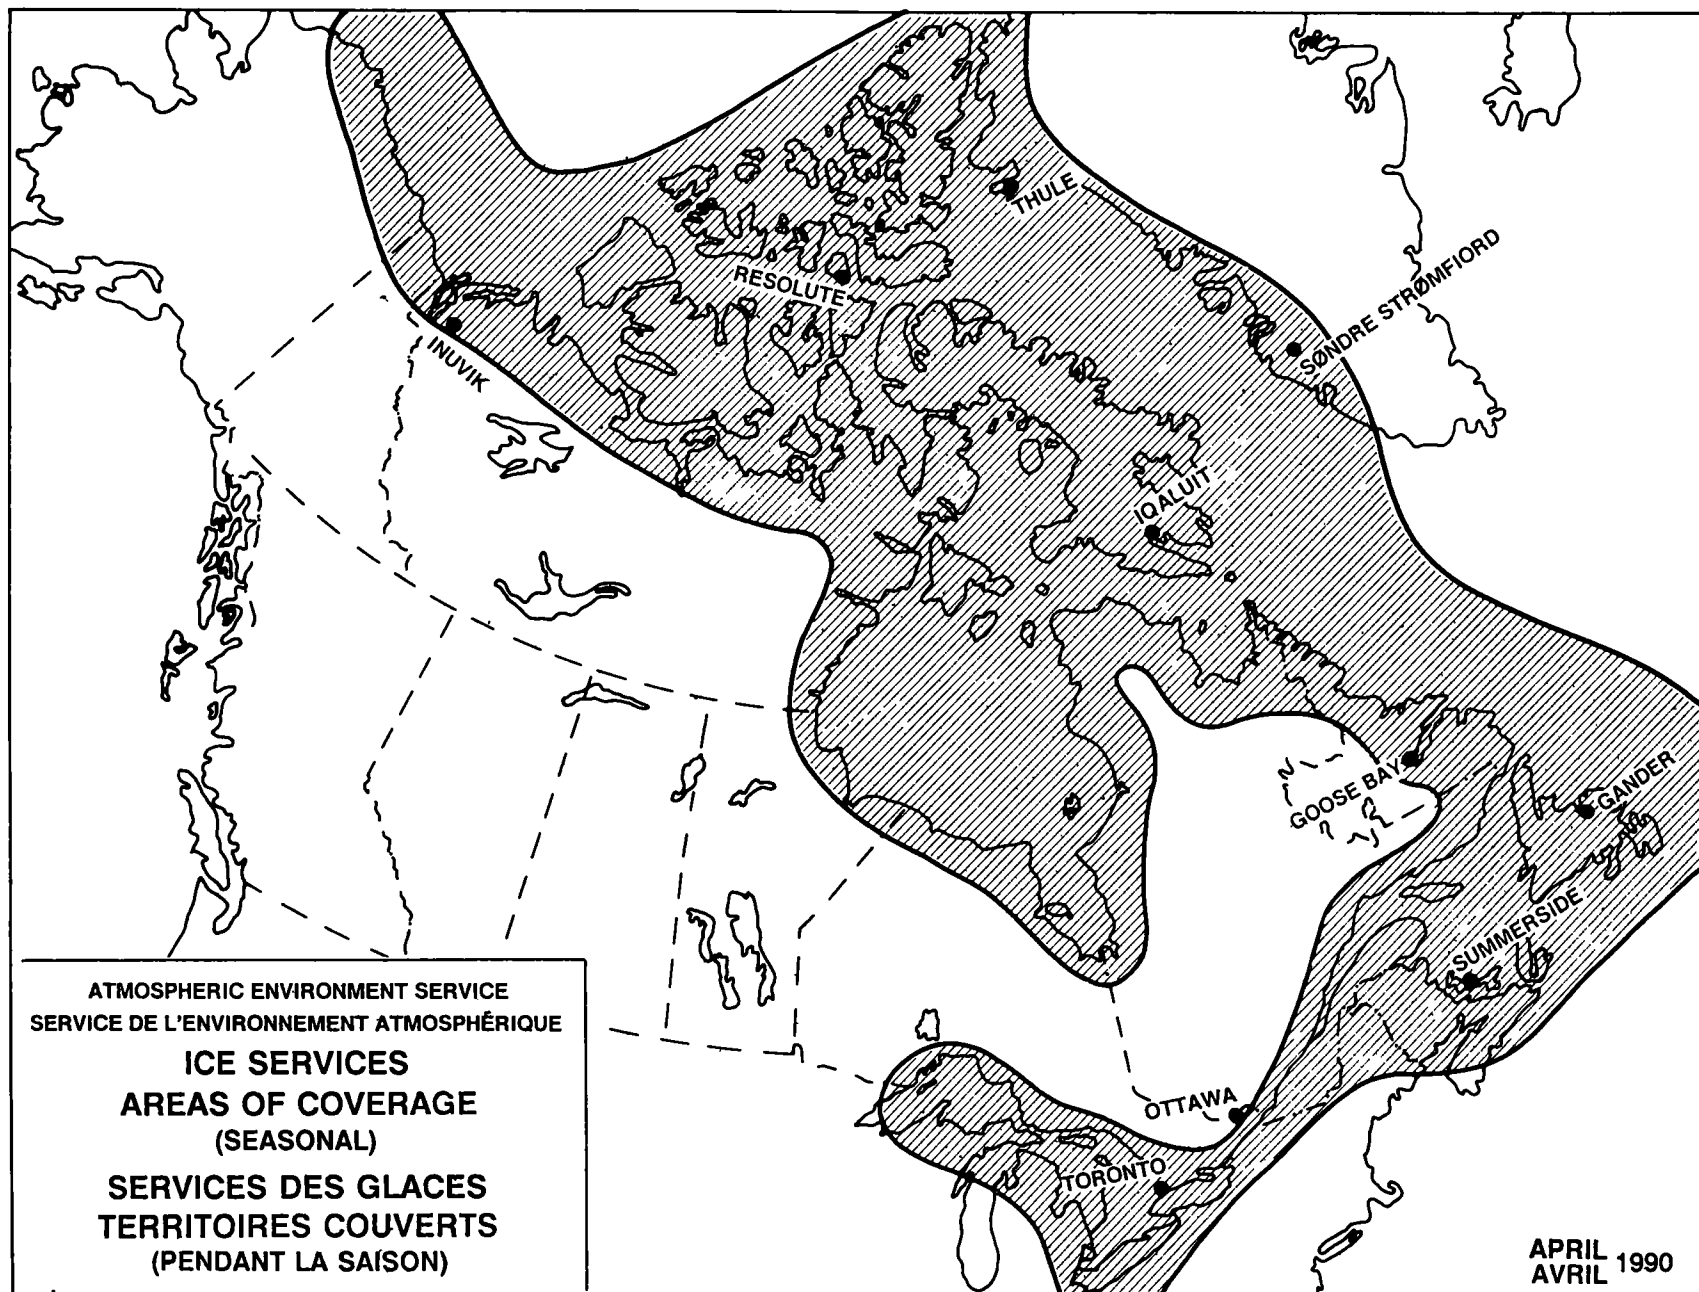 THULE
SØNDRE STRØMFIORD
RESOLUTE
INUVIK
IQALUIT
GOOSE BAY
GANDER
SUMMERSIDE
OTTAWA
TORONTO
ATMOSPHERIC ENVIRONMENT SERVICE
SERVICE DE L'ENVIRONNEMENT ATMOSPHÉRIQUE
ICE SERVICES
AREAS OF COVERAGE
(SEASONAL)
SERVICES DES GLACES
TERRITOIRES COUVERTS
(PENDANT LA SAISON)
APRIL
AVRIL 1990